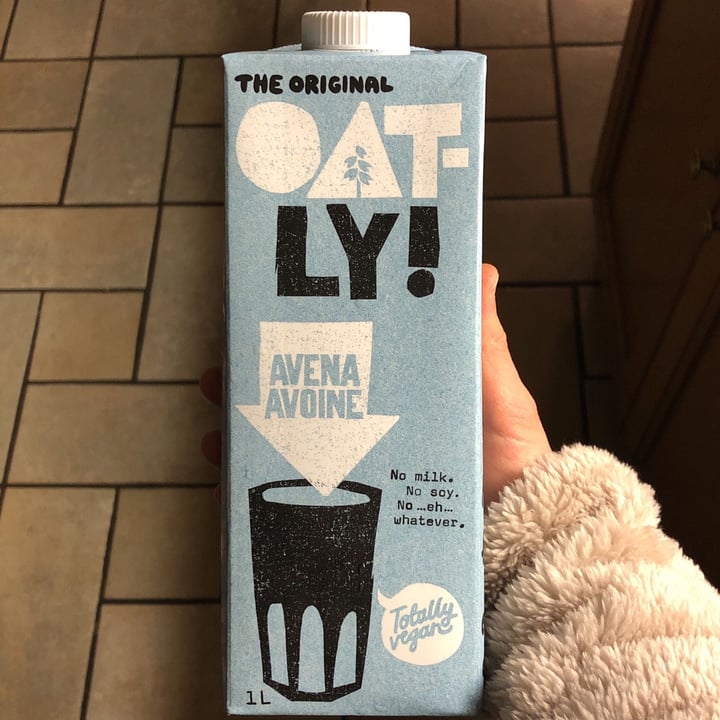 THE ORIGINAL
OAT-
LY!
AVENA
AVOINE
No milk.
No soy.
No ...eh...
whatever.
Totally
vegan
1L